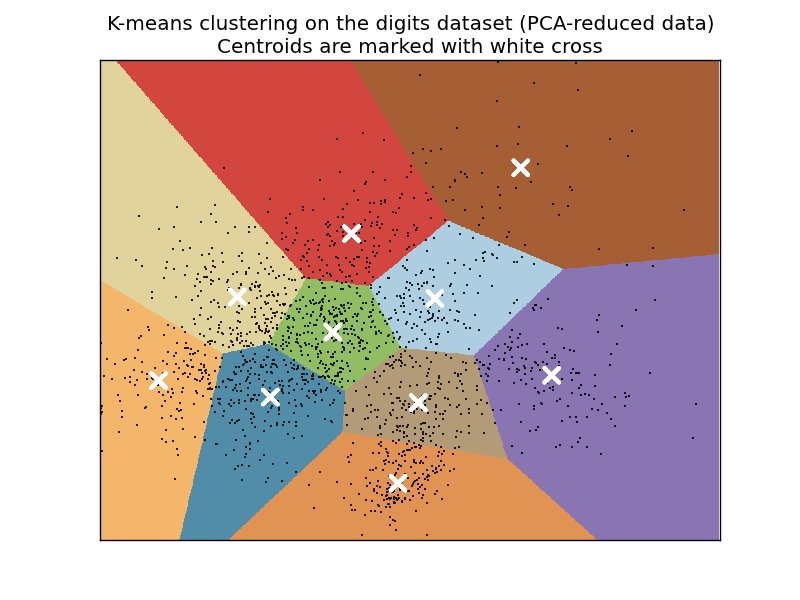 K-means clustering on the digits dataset (PCA-reduced data)
Centroids are marked with white cross